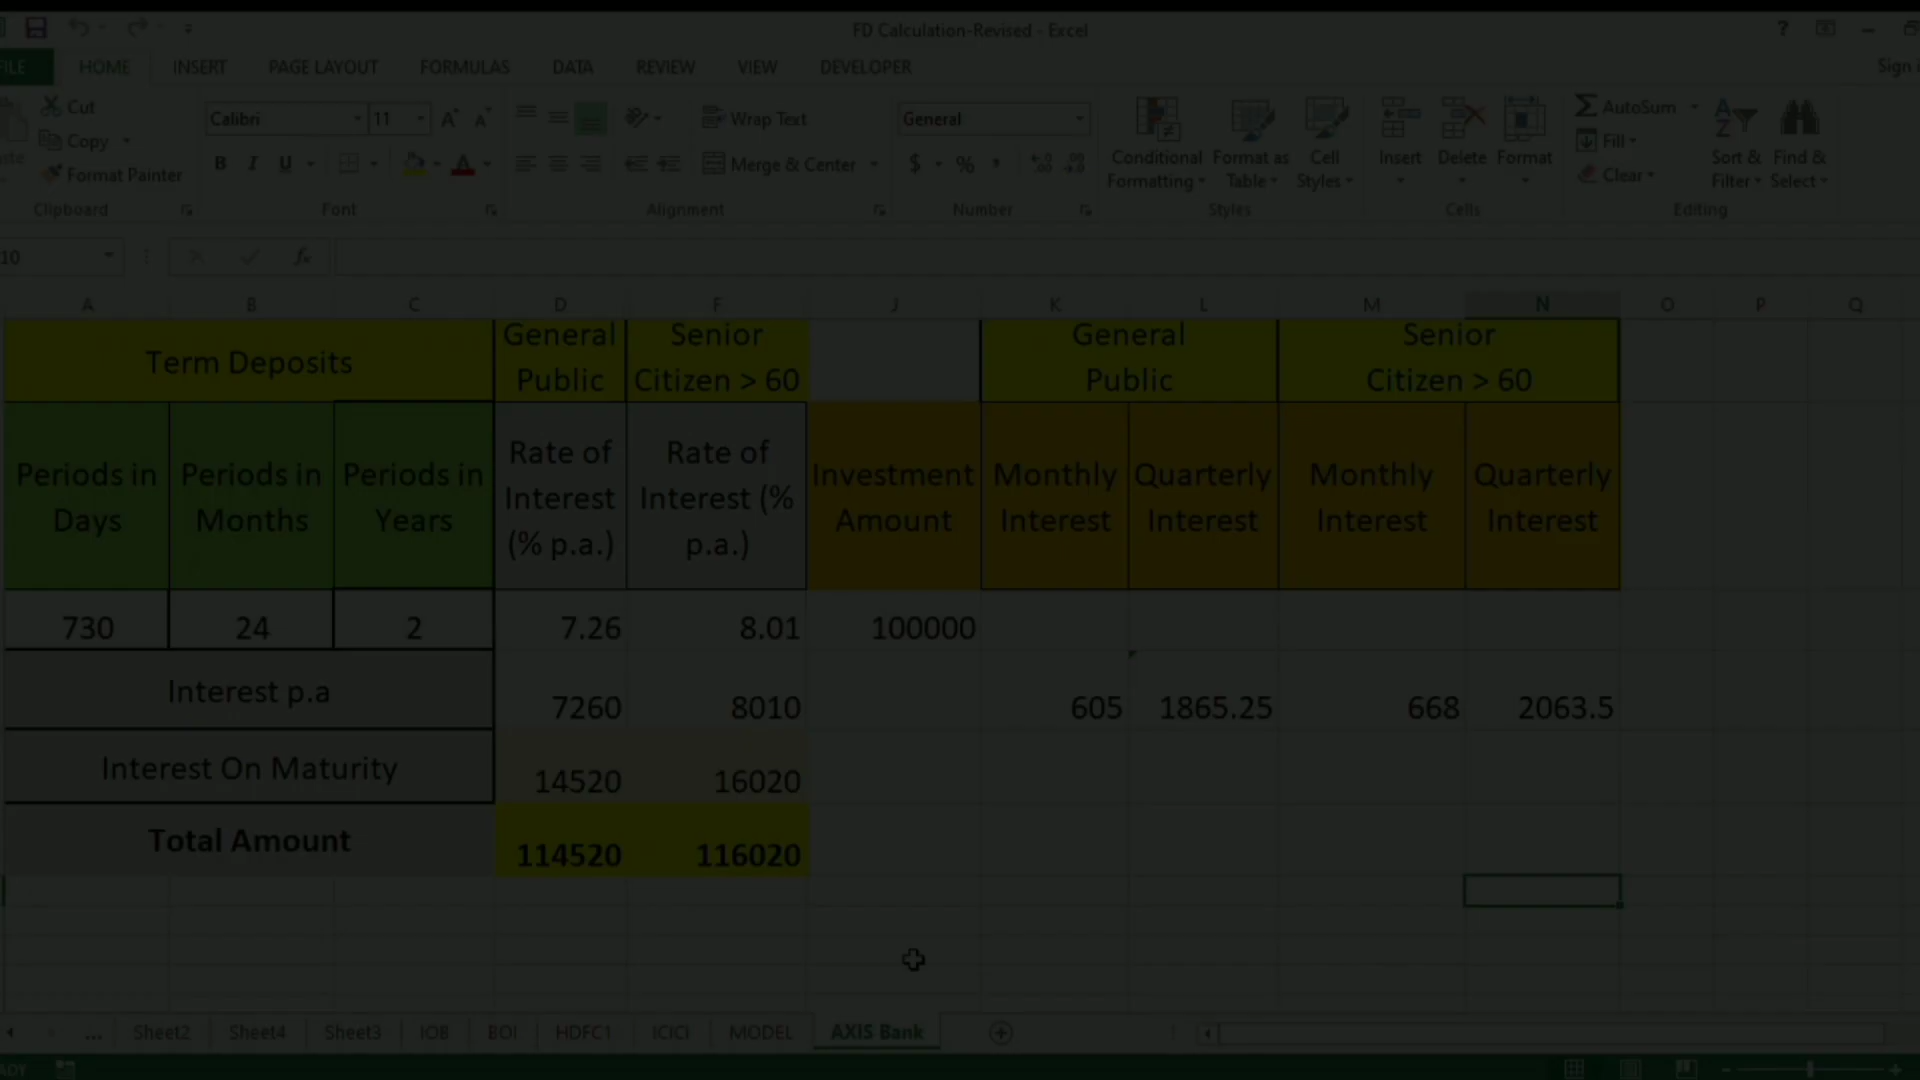 FD Calculation-Revised - Excel
?
FILE HOME INSERT PAGE LAYOUT FORMULAS DATA REVIEW VIEW DEVELOPER Sign i
Cut
Copy
Format Painter
Clipboard
Calibri 11
B I U
Font
Wrap Text
Merge & Center
Alignment
General
$ % ,
Number
Conditional Formatting
Format as Table
Cell Styles
Styles
Insert Delete Format
Cells
AutoSum
Fill
Clear
Sort & Filter
Find & Select
Editing
10 fx
A B C D F J K L M N O P Q
Term Deposits
General Public
Senior Citizen > 60
General Public
Senior Citizen > 60
Periods in Days
Periods in Months
Periods in Years
Rate of Interest (% p.a.)
Rate of Interest (% p.a.)
Investment Amount
Monthly Interest
Quarterly Interest
Monthly Interest
Quarterly Interest
730 24 2 7.26 8.01 100000
Interest p.a 7260 8010 605 1865.25 668 2063.5
Interest On Maturity 14520 16020
Total Amount 114520 116020
... Sheet2 Sheet4 Sheet3 IOB BOI HDFC1 ICICI MODEL AXIS Bank